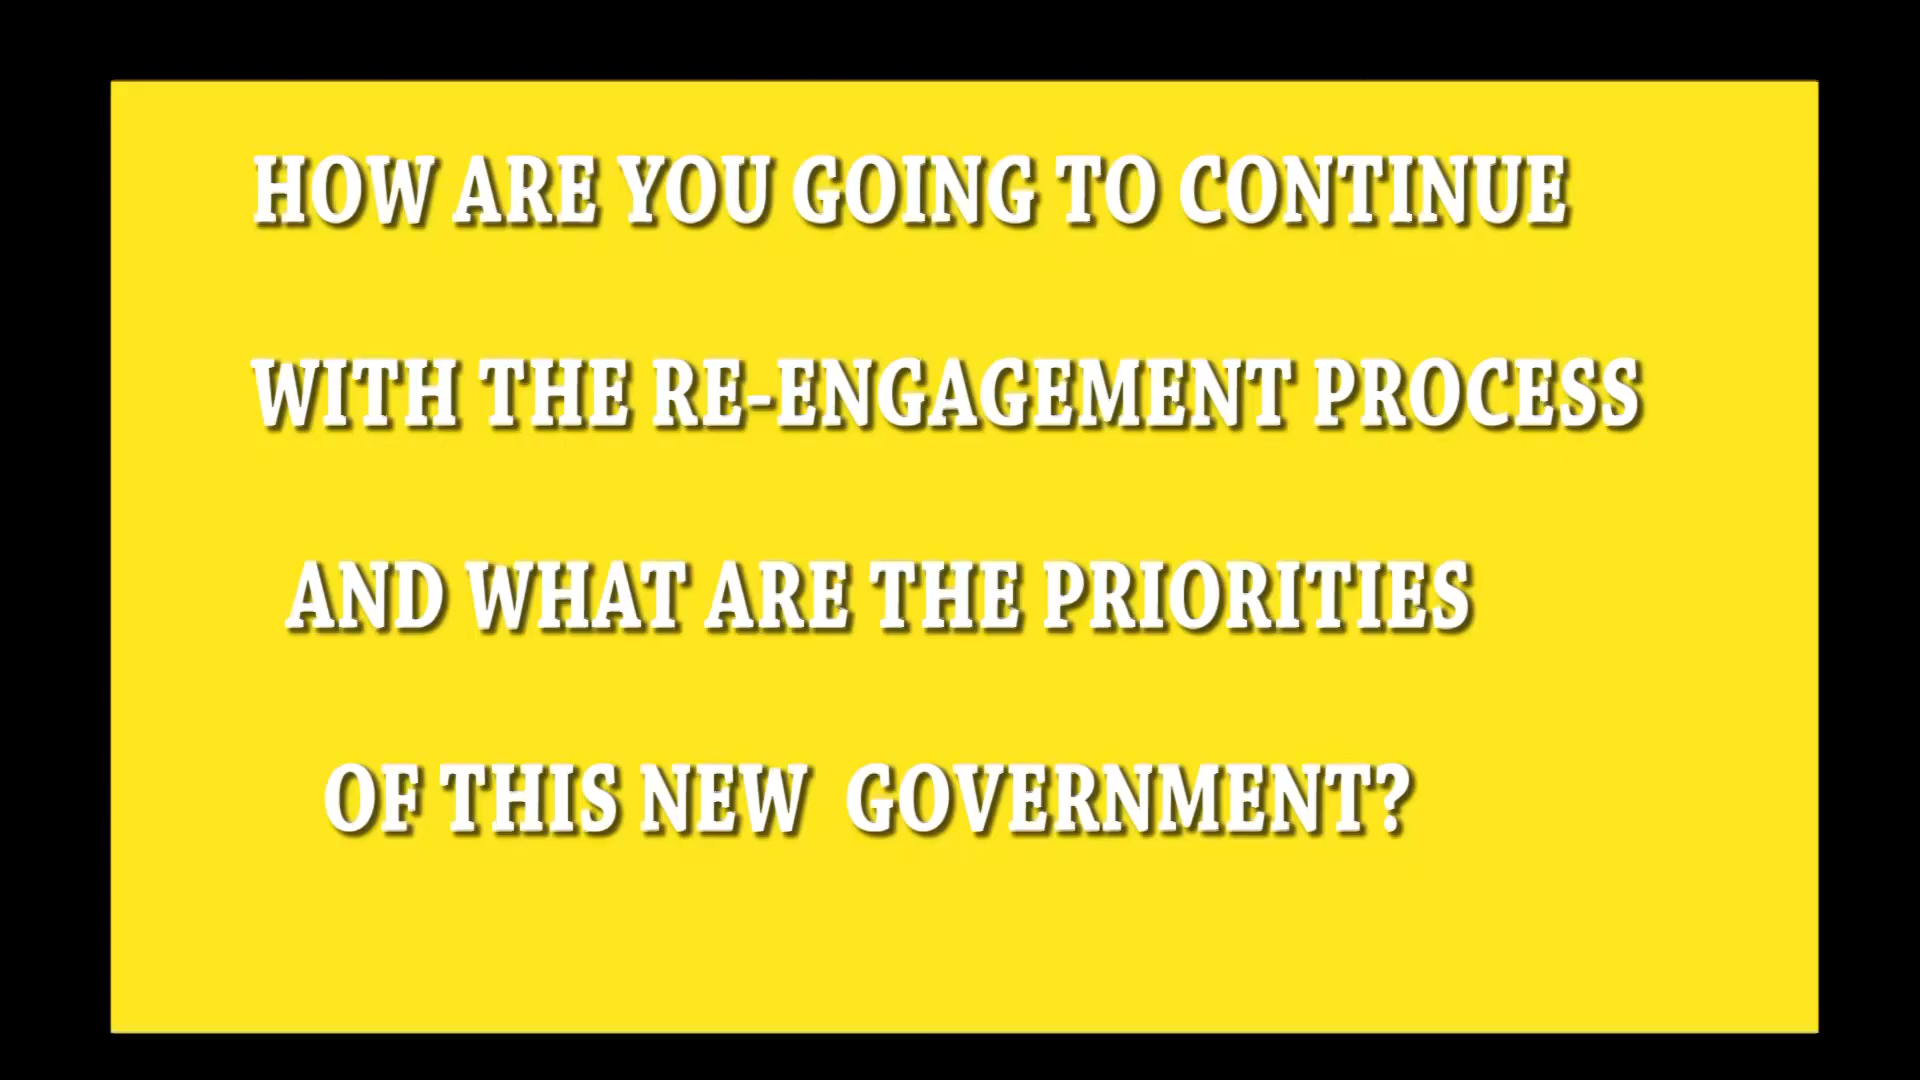 HOW ARE YOU GOING TO CONTINUE
WITH THE RE-ENGAGEMENT PROCESS
AND WHAT ARE THE PRIORITIES
OF THIS NEW GOVERNMENT?